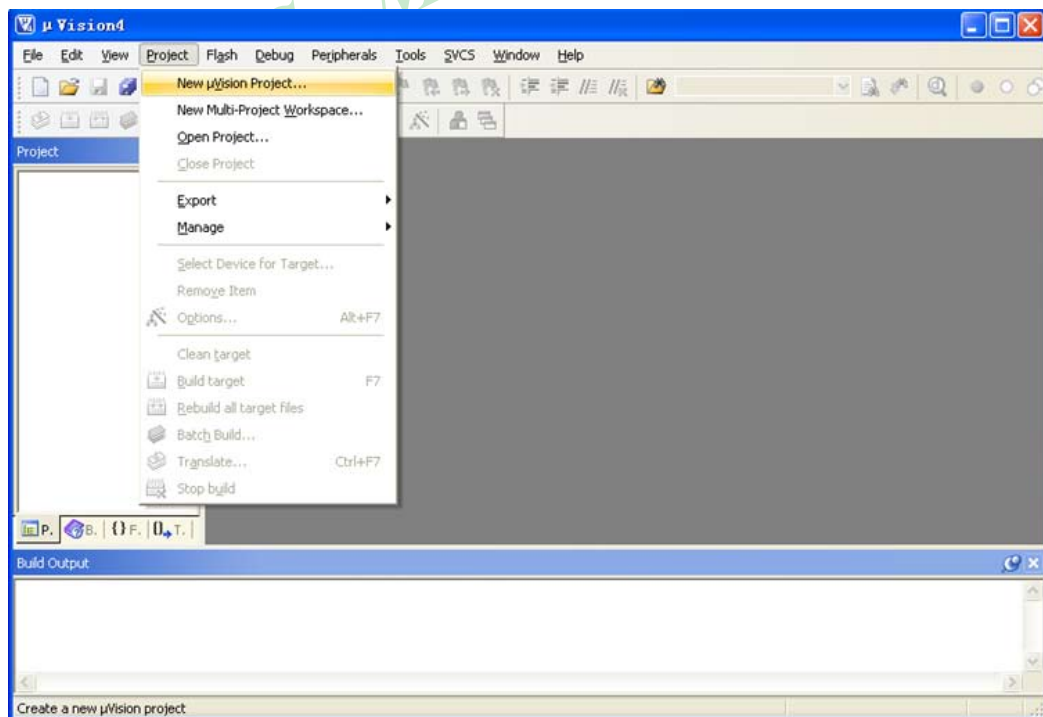 μ Vision4
File Edit View Project Flash Debug Peripherals Tools SVCS Window Help
New μVision Project...
New Multi-Project Workspace...
Open Project...
Close Project
Export
Manage
Select Device for Target...
Remove Item
Options... Alt+F7
Clean target
Build target F7
Rebuild all target files
Batch Build...
Translate... Ctrl+F7
Stop build
Project
P. B. {} F. T.
Build Output
Create a new μVision project